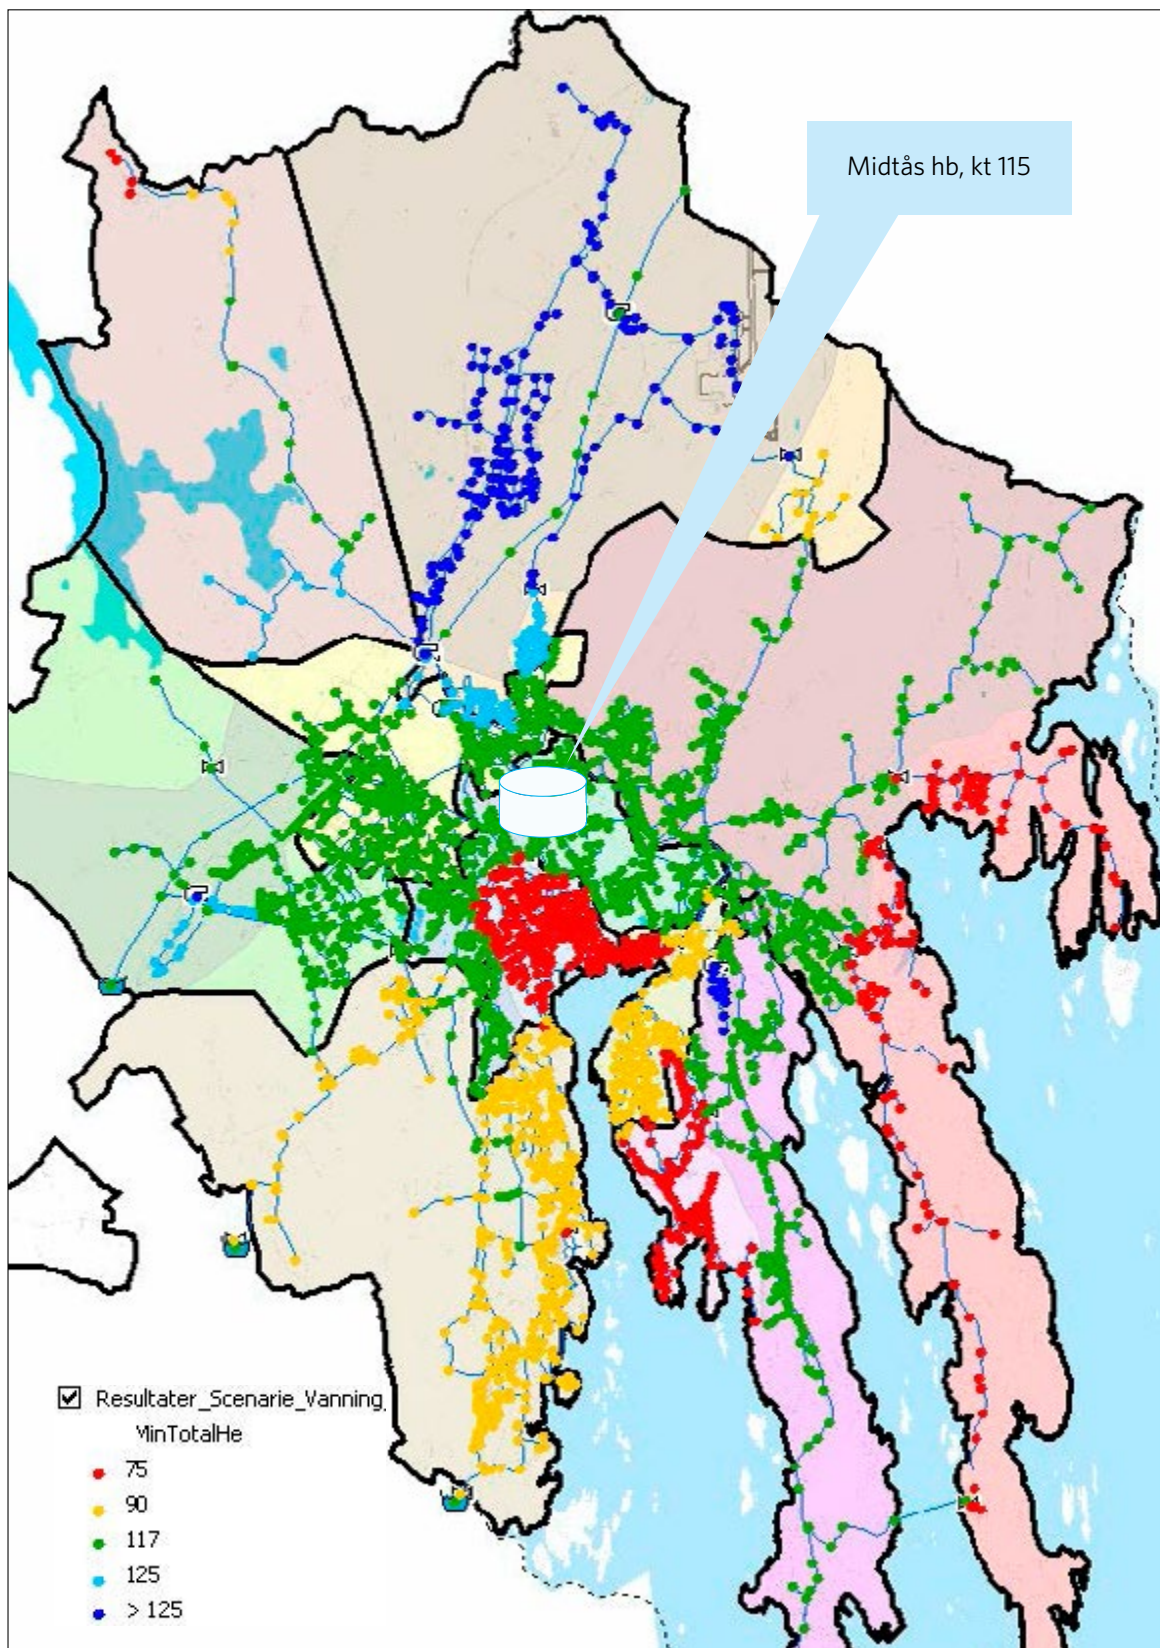 Midtås hb, kt 115
Resultater_Scenarie_Vanning
MinTotalHe
75
90
117
125
> 125